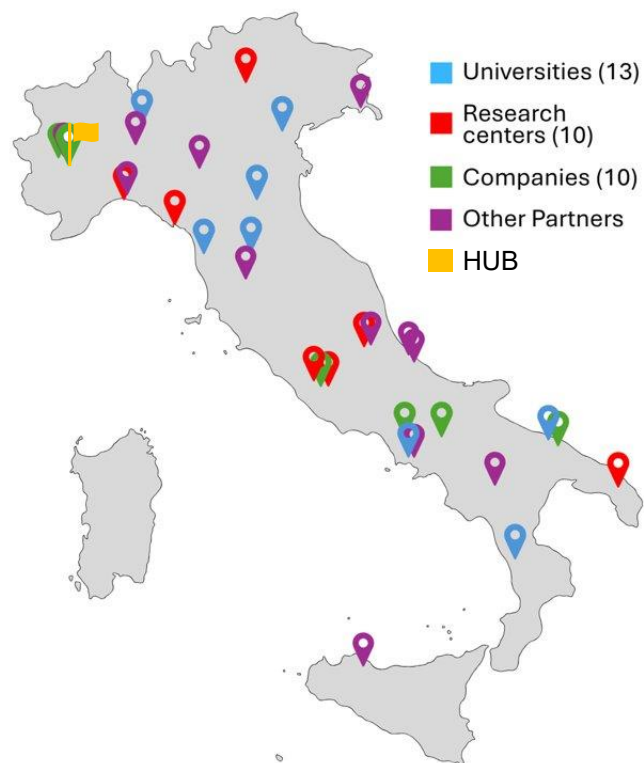 Universities (13)
Research
centers (10)
Companies (10)
Other Partners
HUB